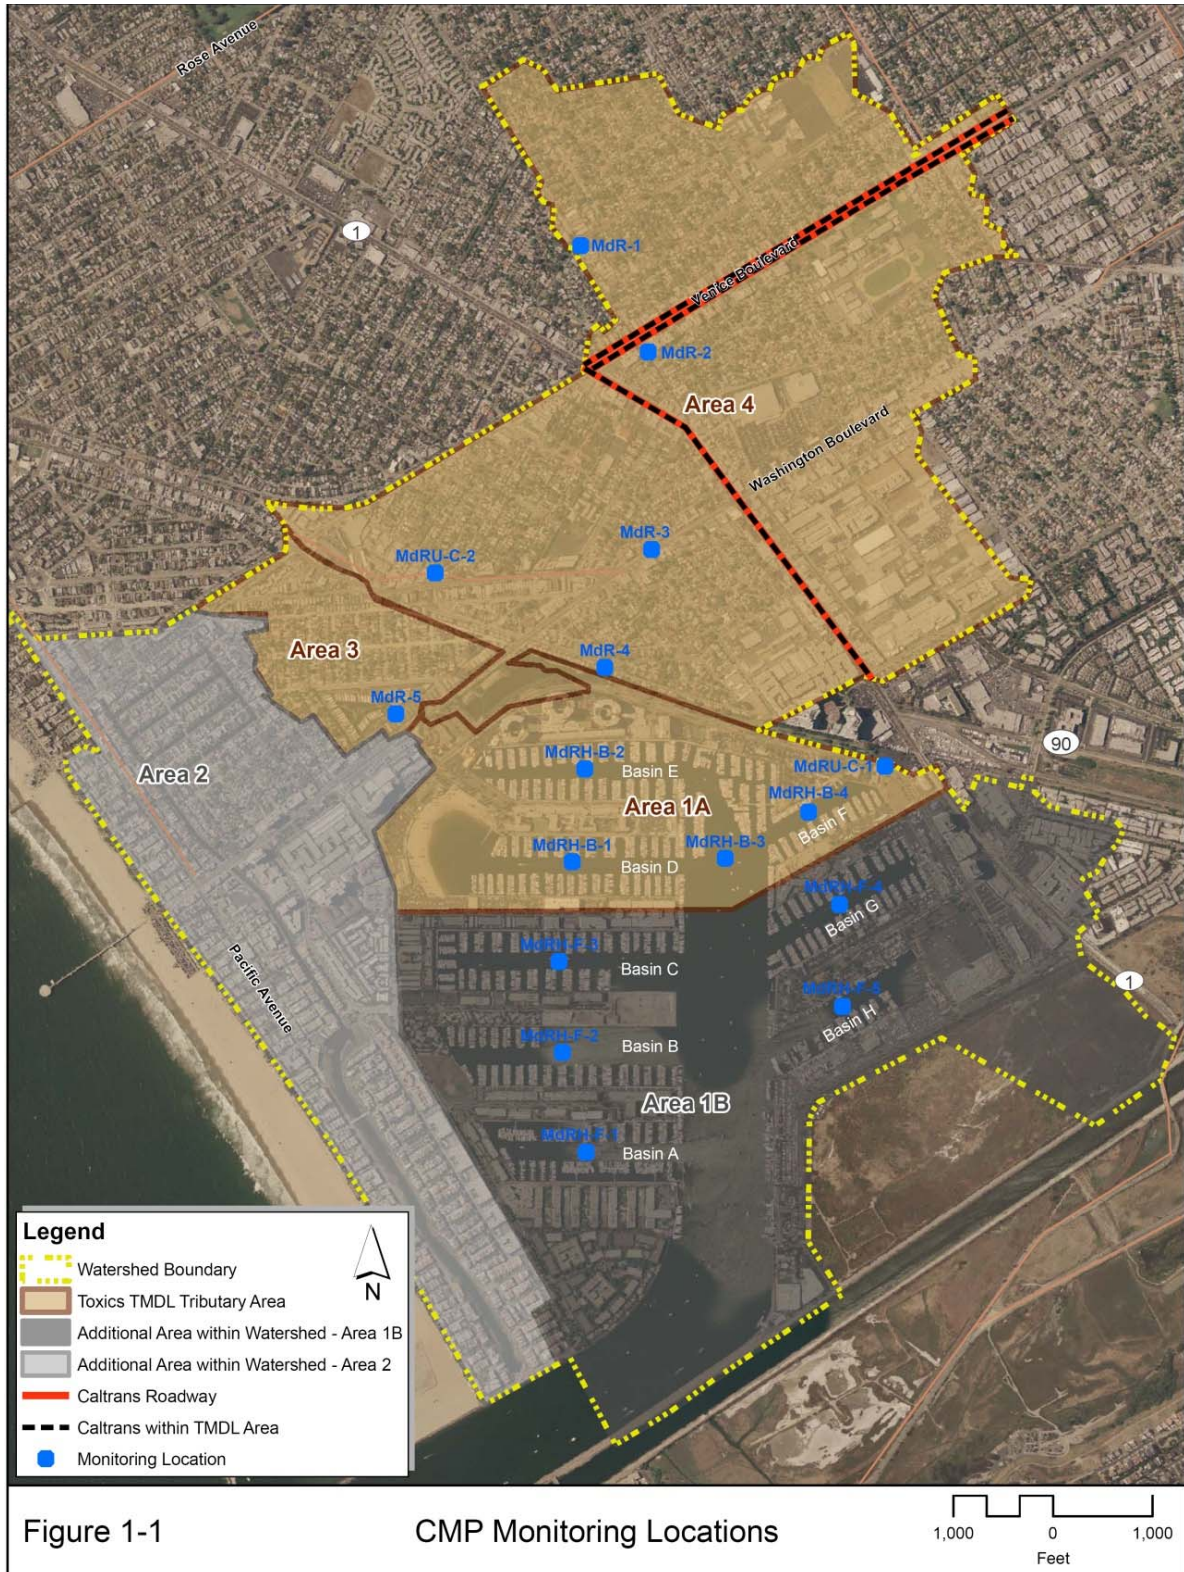 Rose Avenue
1
MdR-1
Venice Boulevard
MdR-2
Area 4
Washington Boulevard
MdR-3
MdRU-C-2
Area 3
MdR-4
MdR-5
90
Area 2
MdRH-B-2
Basin E
MdRU-C-1
MdRH-B-4
Area 1A
Basin F
MdRH-B-1
Basin D
MdRH-B-3
MdRH-F-4
Basin G
Pacific Avenue
MdRH-F-3
Basin C
1
MdRH-F-5
Basin H
MdRH-F-2
Basin B
Area 1B
MdRH-F-1
Basin A
Legend
Watershed Boundary
Toxics TMDL Tributary Area
Additional Area within Watershed - Area 1B
Additional Area within Watershed - Area 2
Caltrans Roadway
Caltrans within TMDL Area
Monitoring Location
N
Figure 1-1
CMP Monitoring Locations
1,000 0 1,000
Feet